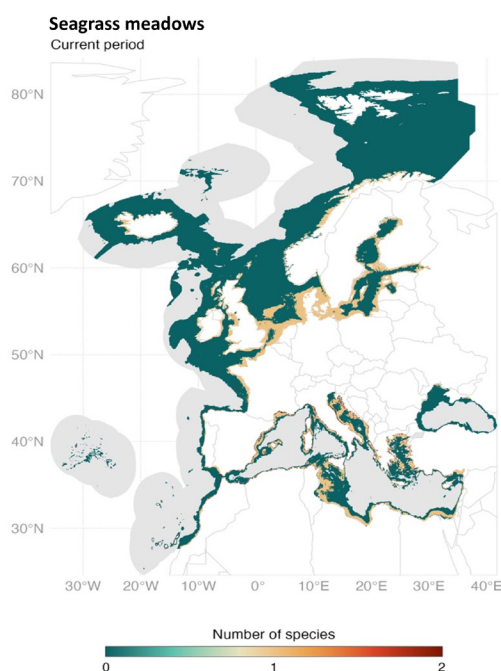 Seagrass meadows
Current period
80°N
70°N
60°N
50°N
40°N
30°N
30°W 20°W 10°W 0° 10°E 20°E 30°E 40°E
Number of species
0 1 2